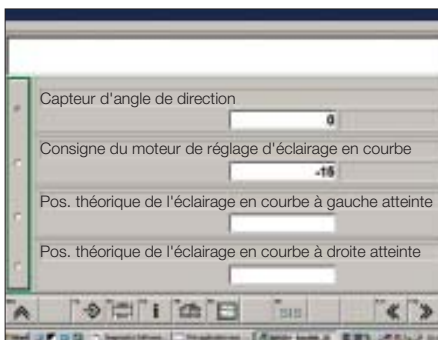 Capteur d'angle de direction
0
Consigne du moteur de réglage d'éclairage en courbe
-15
Pos. théorique de l'éclairage en courbe à gauche atteinte
Pos. théorique de l'éclairage en courbe à droite atteinte
SIS